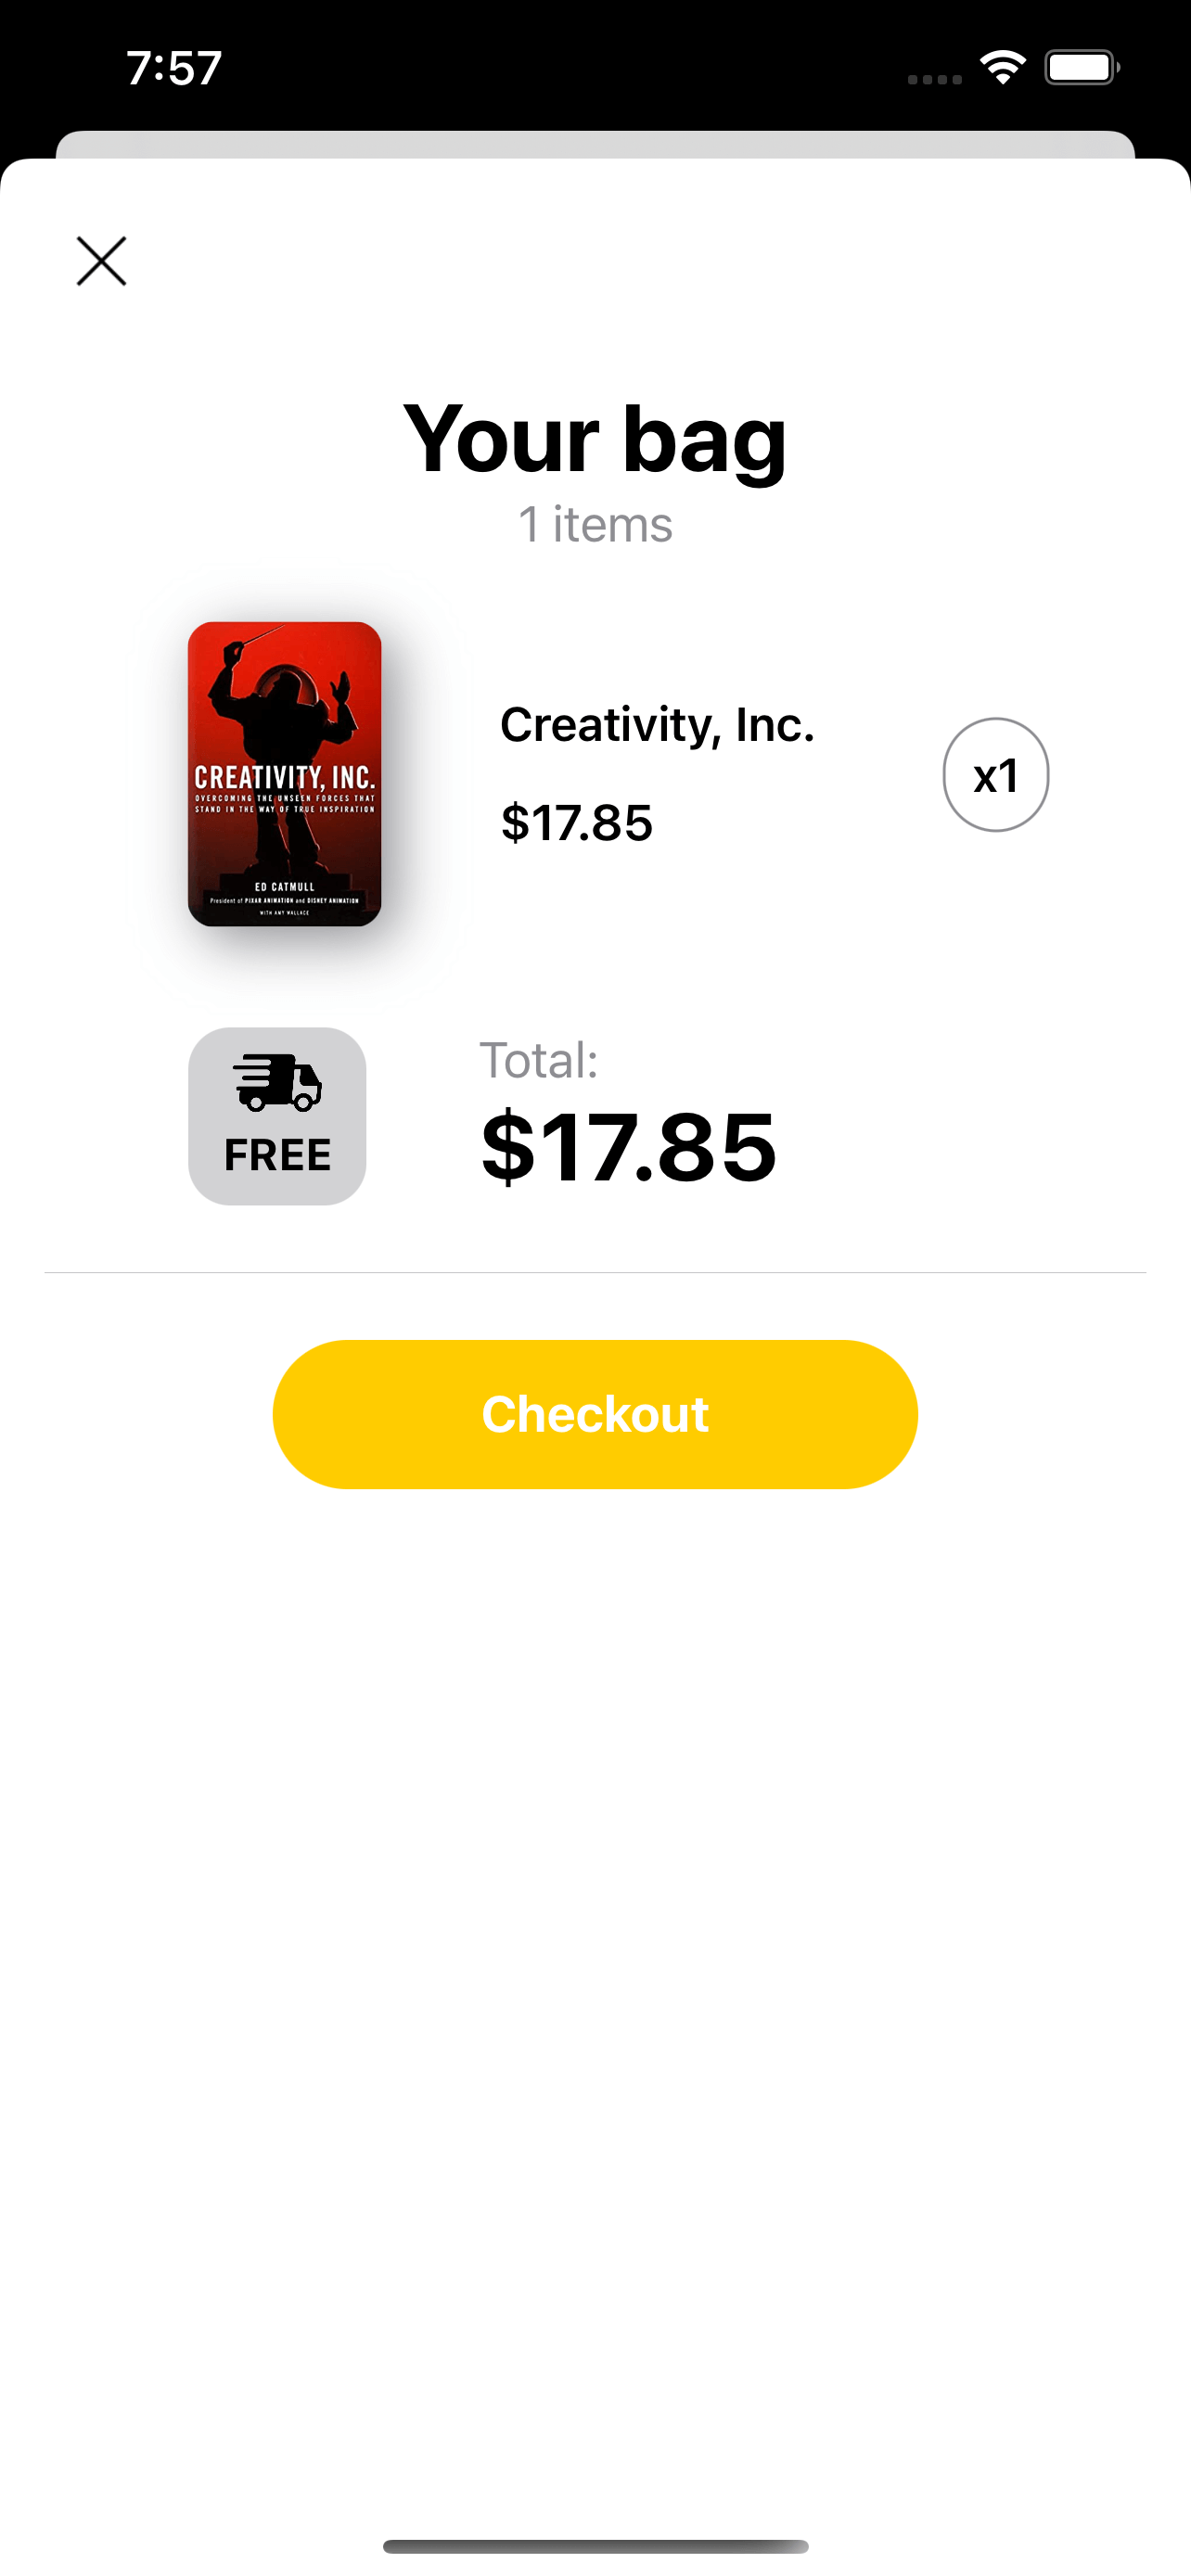 7:57
Your bag
1 items
CREATIVITY, INC.
OVERCOMING THE UNSEEN FORCES THAT
STAND IN THE WAY OF TRUE INSPIRATION
ED CATMULL
President of PIXAR ANIMATION and DISNEY ANIMATION
WITH AMY WALLACE
Creativity, Inc.
$17.85
x1
FREE
Total:
$17.85
Checkout